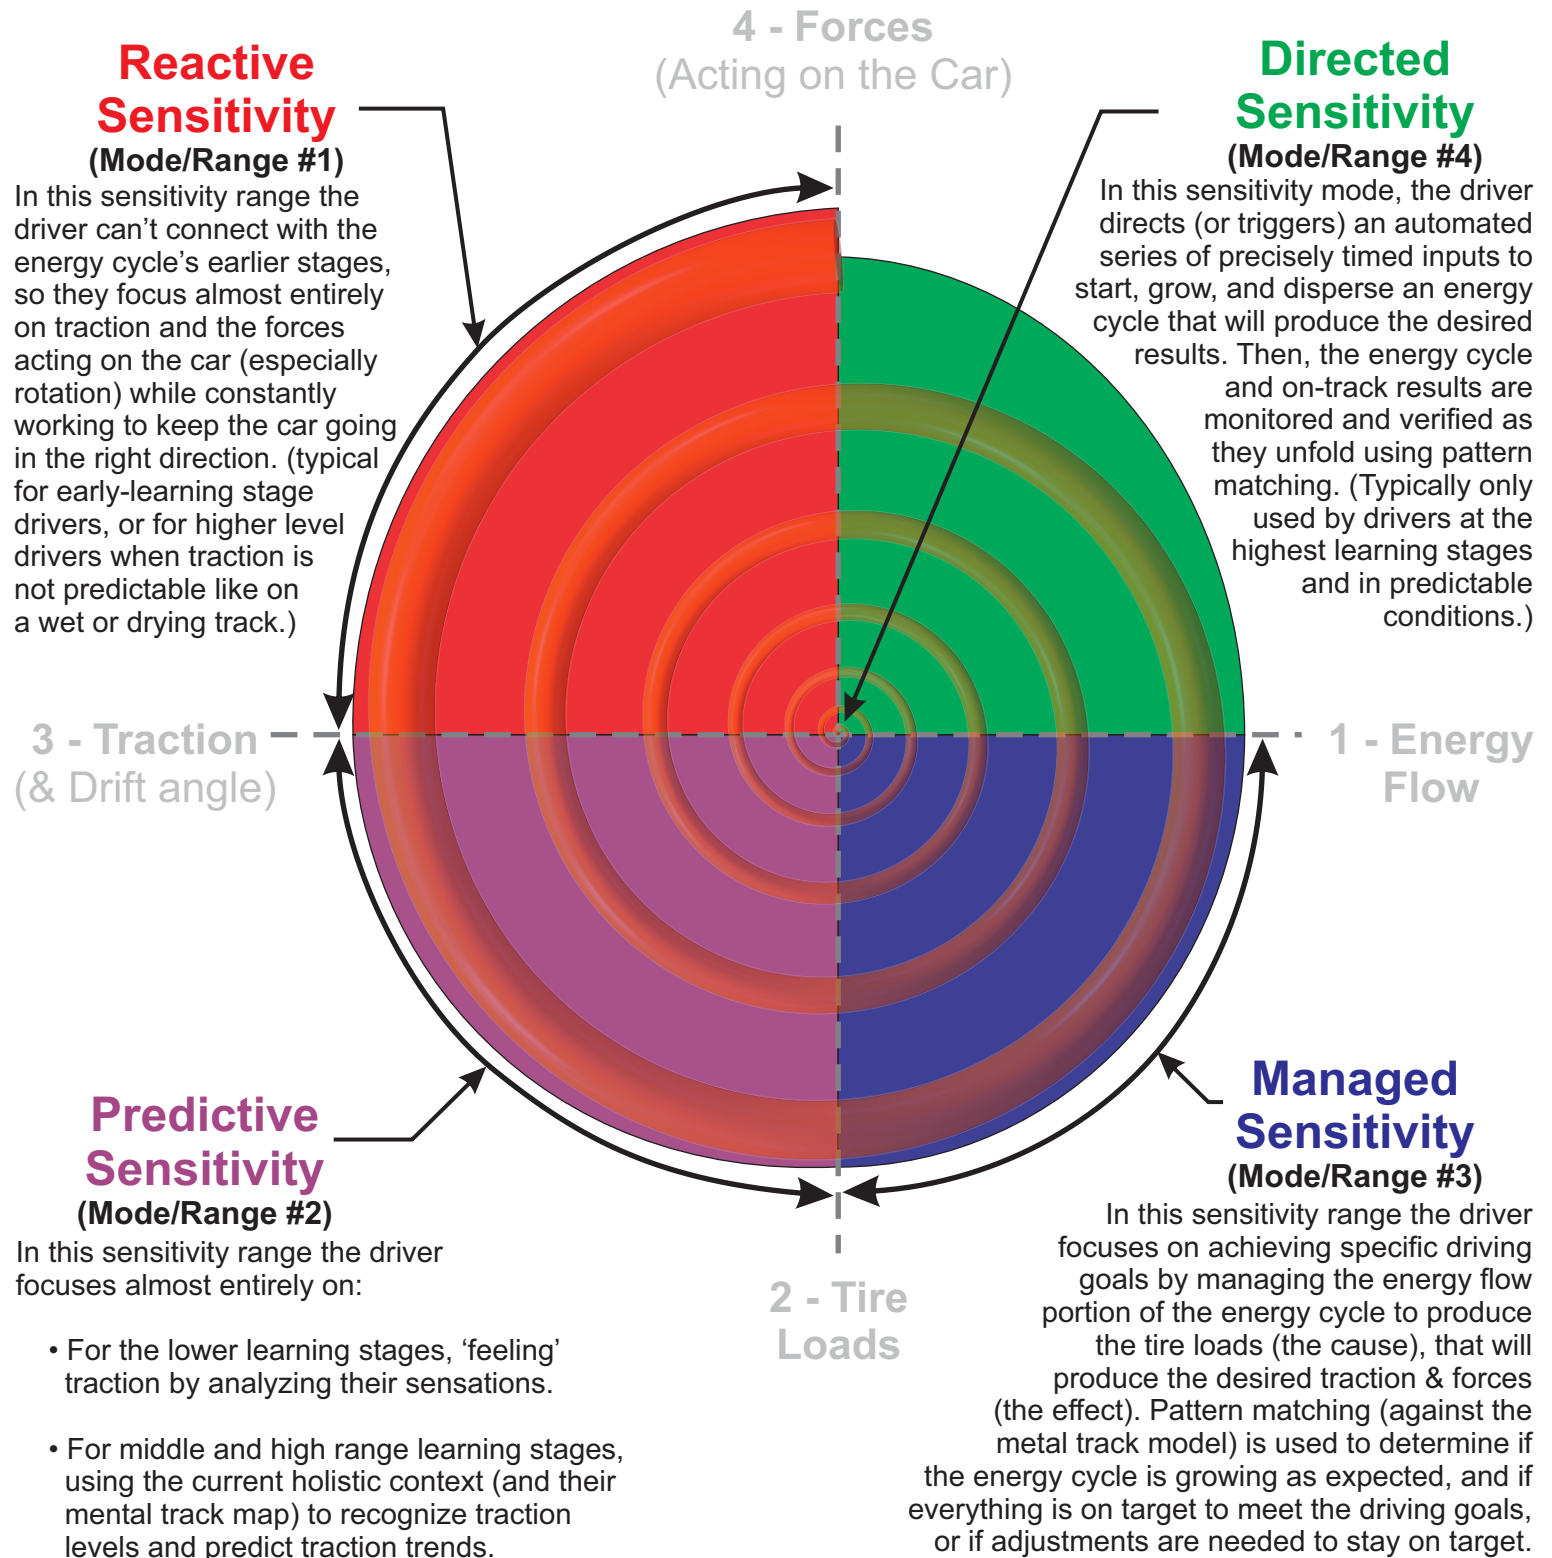 4 - Forces
(Acting on the Car)
Reactive
Sensitivity
(Mode/Range #1)
In this sensitivity range the
driver can't connect with the
energy cycle's earlier stages,
so they focus almost entirely
on traction and the forces
acting on the car (especially
rotation) while constantly
working to keep the car going
in the right direction. (typical
for early-learning stage
drivers, or for higher level
drivers when traction is
not predictable like on
a wet or drying track.)
Directed
Sensitivity
(Mode/Range #4)
In this sensitivity mode, the driver
directs (or triggers) an automated
series of precisely timed inputs to
start, grow, and disperse an energy
cycle that will produce the desired
results. Then, the energy cycle
and on-track results are
monitored and verified as
they unfold using pattern
matching. (Typically only
used by drivers at the
highest learning stages
and in predictable
conditions.)
3 - Traction
(& Drift angle)
1 - Energy
Flow
Predictive
Sensitivity
(Mode/Range #2)
In this sensitivity range the driver
focuses almost entirely on:
• For the lower learning stages, 'feeling'
traction by analyzing their sensations.
• For middle and high range learning stages,
using the current holistic context (and their
mental track map) to recognize traction
levels and predict traction trends.
2 - Tire
Loads
Managed
Sensitivity
(Mode/Range #3)
In this sensitivity range the driver
focuses on achieving specific driving
goals by managing the energy flow
portion of the energy cycle to produce
the tire loads (the cause), that will
produce the desired traction & forces
(the effect). Pattern matching (against the
metal track model) is used to determine if
the energy cycle is growing as expected, and if
everything is on target to meet the driving goals,
or if adjustments are needed to stay on target.